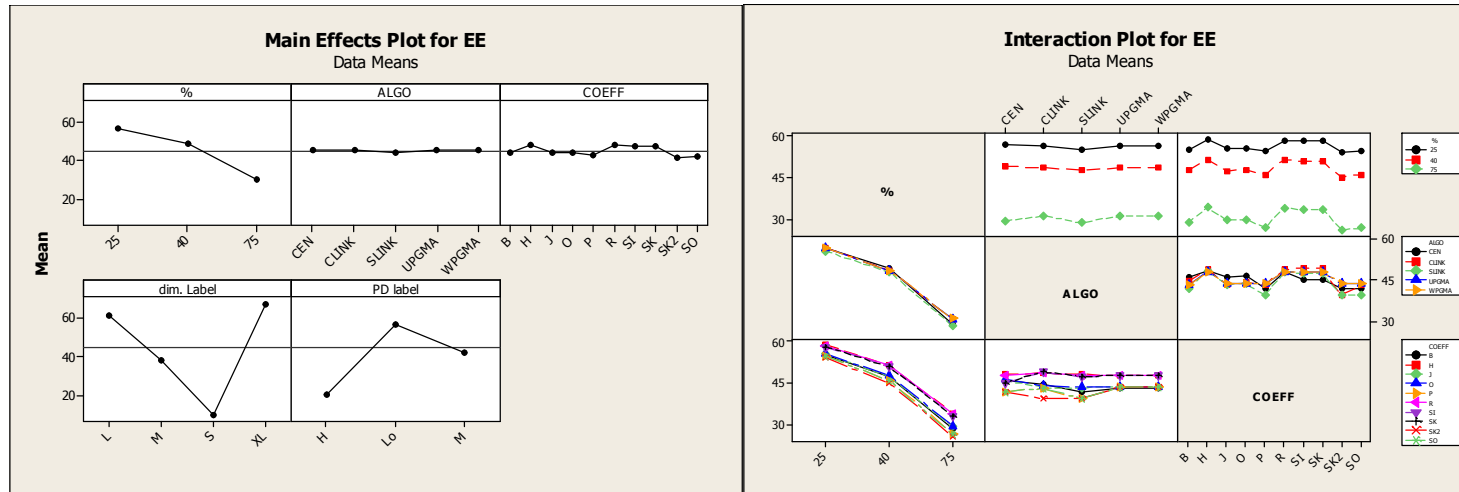 Main Effects Plot for EE
Data Means
% ALGO COEFF
60
40
20
25 40 75 CEN CLINK SLINK UPGMA WPGMA B H J O P R S1 SK SK2 SO
Mean
dim. Label PD label
60
40
20
L M S XL H Lo M
Interaction Plot for EE
Data Means
CEN CLINK SLINK UPGMA WPGMA
60
45
30
%
%
25
40
75
60
45
30
ALGO
ALGO
CEN
CLINK
SLINK
UPGMA
WPGMA
60
45
30
COEFF
COEFF
B
H
J
O
P
R
SI
SK
SK2
SO
25 40 75 B H J O P R S1 SK SK2 SO